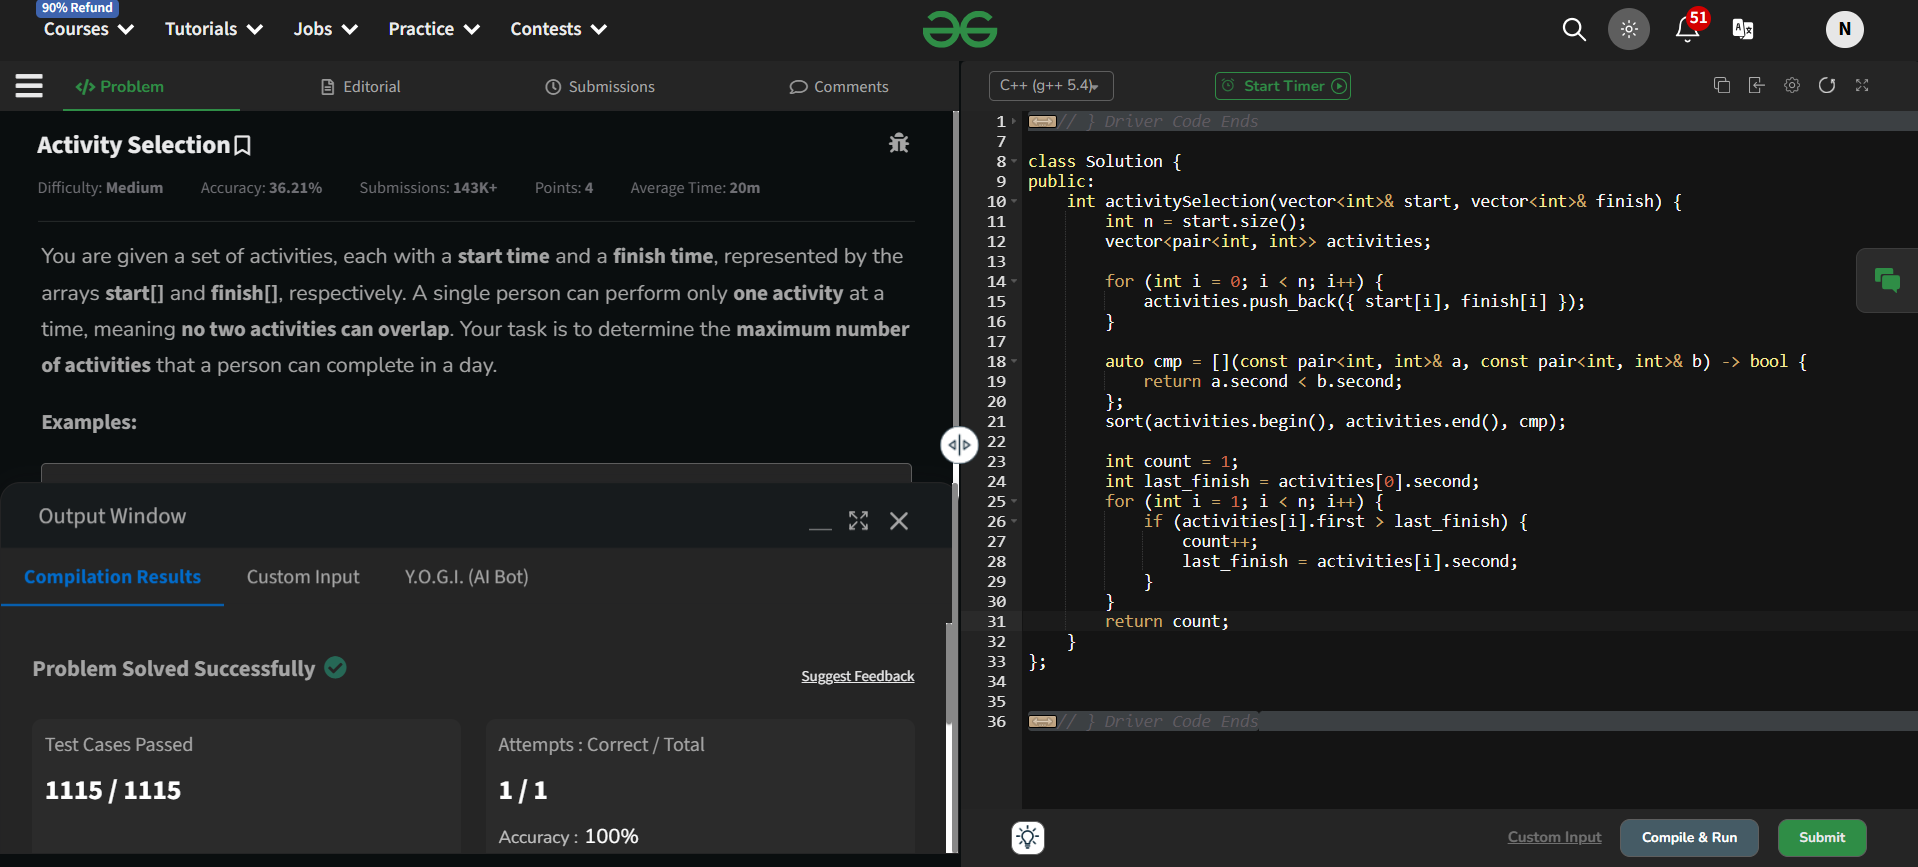 90% Refund
Courses Tutorials Jobs Practice Contests
51
N
Problem Editorial Submissions Comments
C++ (g++ 5.4) Start Timer
Activity Selection
Difficulty: Medium Accuracy: 36.21% Submissions: 143K+ Points: 4 Average Time: 20m
You are given a set of activities, each with a start time and a finish time, represented by the
arrays start[] and finish[], respectively. A single person can perform only one activity at a
time, meaning no two activities can overlap. Your task is to determine the maximum number
of activities that a person can complete in a day.
Examples:
Output Window
Compilation Results Custom Input Y.O.G.I. (AI Bot)
Problem Solved Successfully
Suggest Feedback
Test Cases Passed
1115 / 1115
Attempts : Correct / Total
1 / 1
Accuracy : 100%
1 // } Driver Code Ends
7
8 class Solution {
9 public:
10     int activitySelection(vector<int>& start, vector<int>& finish) {
11         int n = start.size();
12         vector<pair<int, int>> activities;
13
14         for (int i = 0; i < n; i++) {
15             activities.push_back({ start[i], finish[i] });
16         }
17
18         auto cmp = [](const pair<int, int>& a, const pair<int, int>& b) -> bool {
19             return a.second < b.second;
20         };
21         sort(activities.begin(), activities.end(), cmp);
22
23         int count = 1;
24         int last_finish = activities[0].second;
25         for (int i = 1; i < n; i++) {
26             if (activities[i].first > last_finish) {
27                 count++;
28                 last_finish = activities[i].second;
29             }
30         }
31         return count;
32     }
33 };
34
35
36 // } Driver Code Ends
Custom Input Compile & Run Submit